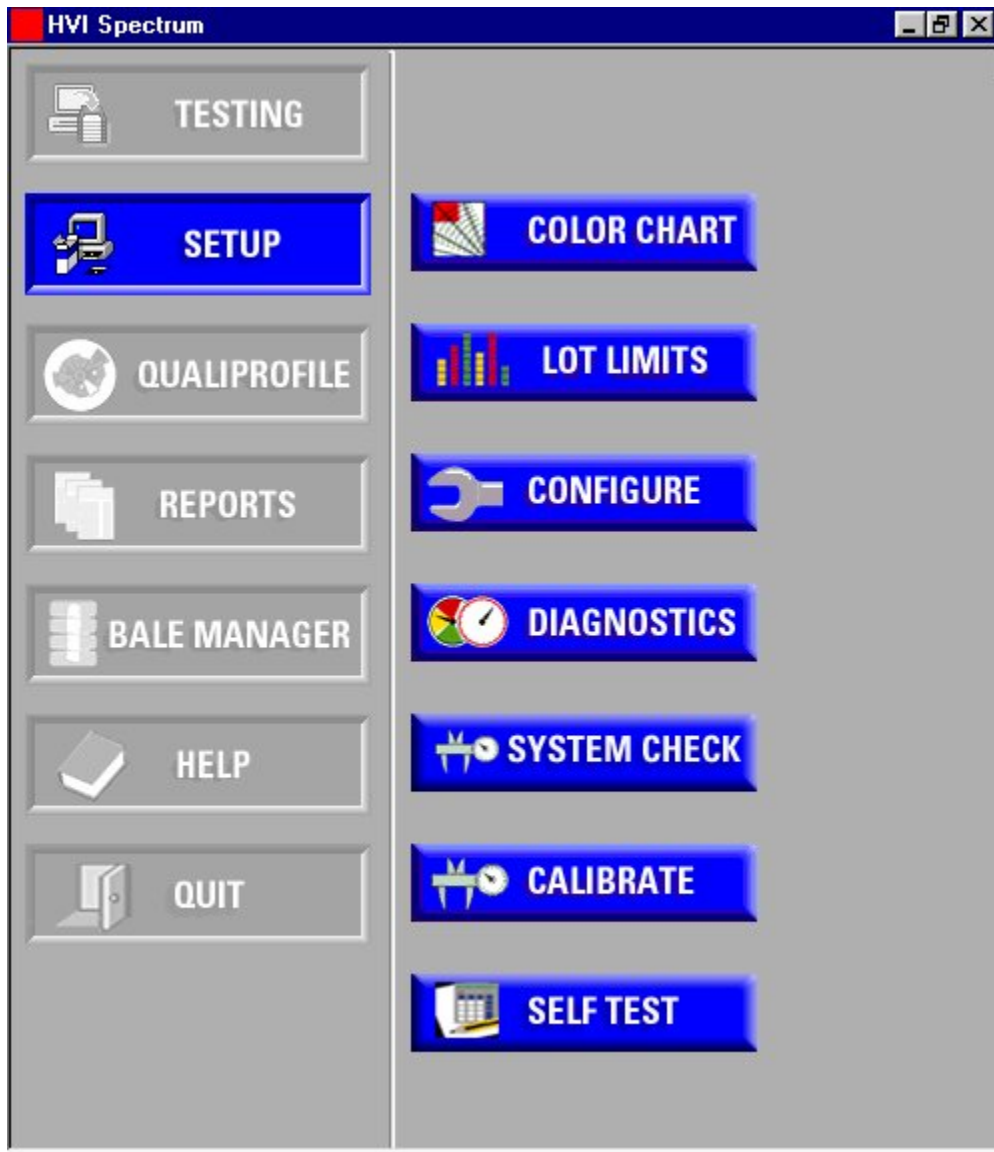 HVI Spectrum
TESTING
SETUP
QUALIPROFILE
REPORTS
BALE MANAGER
HELP
QUIT
COLOR CHART
LOT LIMITS
CONFIGURE
DIAGNOSTICS
SYSTEM CHECK
CALIBRATE
SELF TEST